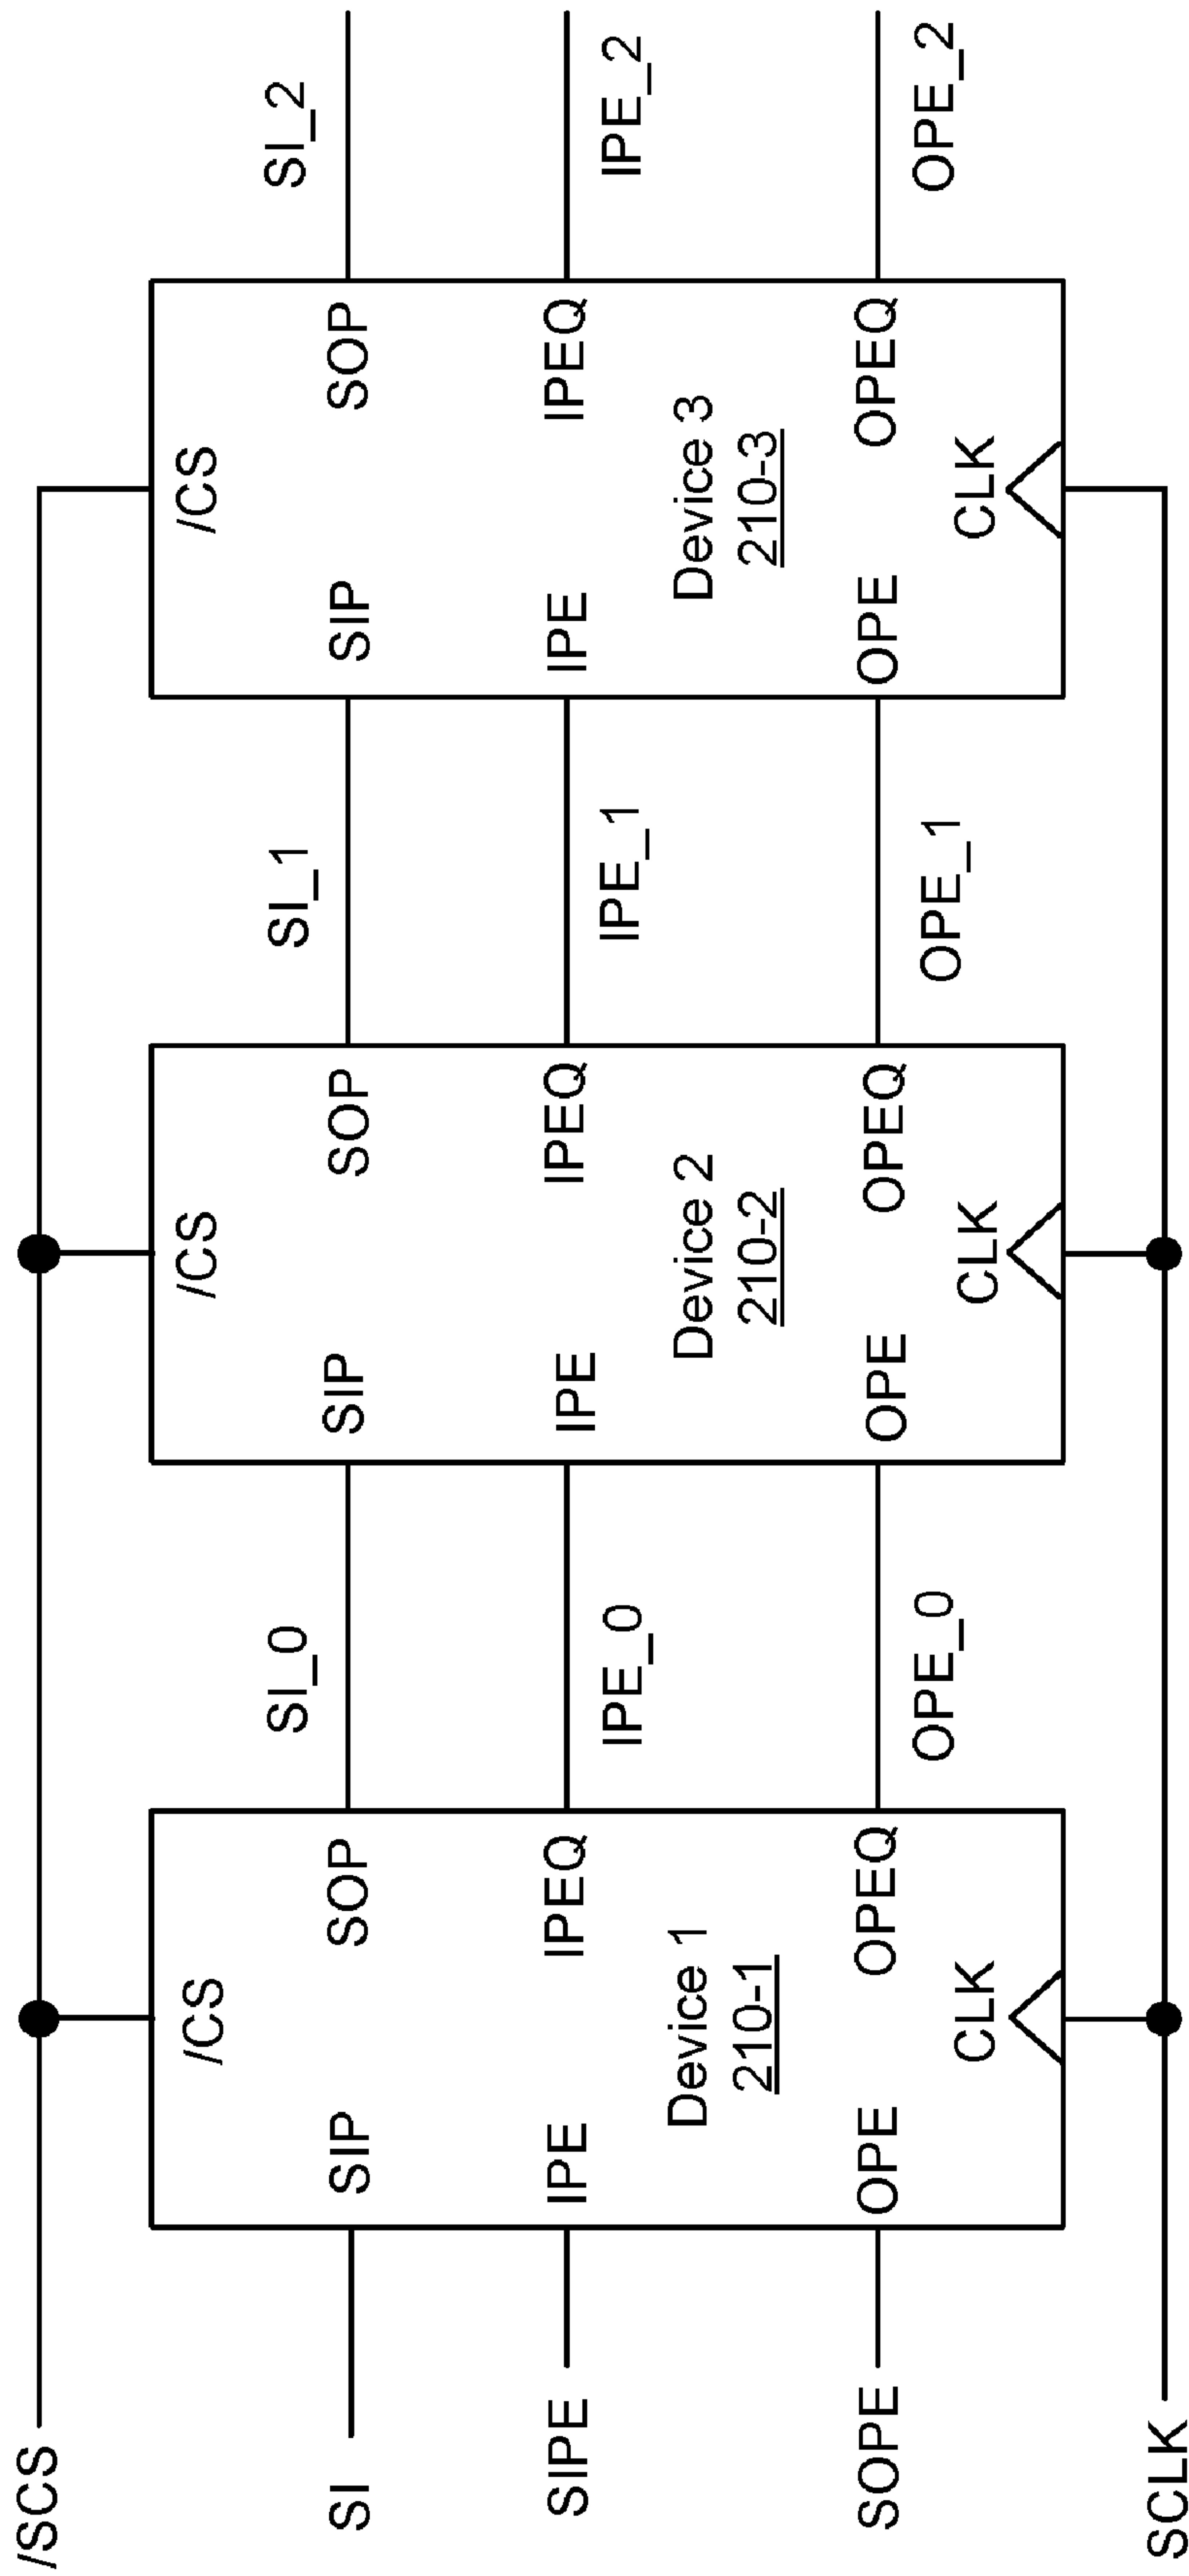 /SCS
/CS
/CS
/CS
SI
SIP
SOP
SI_0
SIP
SOP
SI_1
SIP
SOP
SI_2
SIPE
IPE
IPEQ
IPE_0
IPE
IPEQ
IPE_1
IPE
IPEQ
IPE_2
Device 1
210-1
Device 2
210-2
Device 3
210-3
SOPE
OPE
OPEQ
OPE_0
OPE
OPEQ
OPE_1
OPE
OPEQ
OPE_2
CLK
CLK
CLK
SCLK